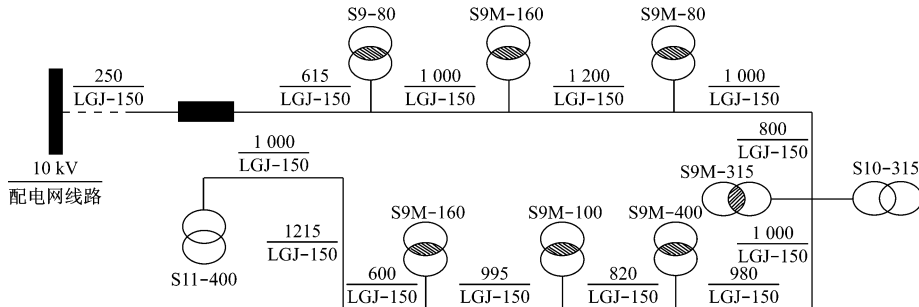 S9-80
S9M-160
S9M-80
250
LGJ-150
615
LGJ-150
1 000
LGJ-150
1 200
LGJ-150
1 000
LGJ-150
10 kV
配电网线路
1 000
LGJ-150
800
LGJ-150
S9M-315
S10-315
S11-400
1215
LGJ-150
S9M-160
S9M-100
S9M-400
1 000
LGJ-150
600
LGJ-150
995
LGJ-150
820
LGJ-150
980
LGJ-150